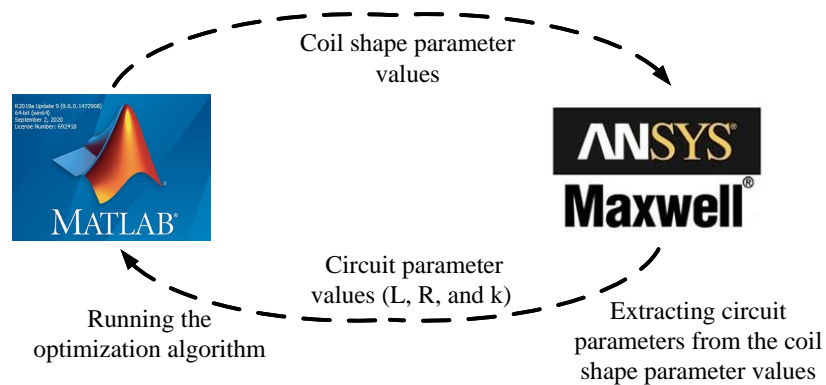 Coil shape parameter
values
R2019a Update 9 (9.6.0.1472908)
64-bit (win64)
September 2, 2020
License Number: 692418
MATLAB®
ANSYS®
Maxwell®
Circuit parameter
values (L, R, and k)
Running the
optimization algorithm
Extracting circuit
parameters from the coil
shape parameter values